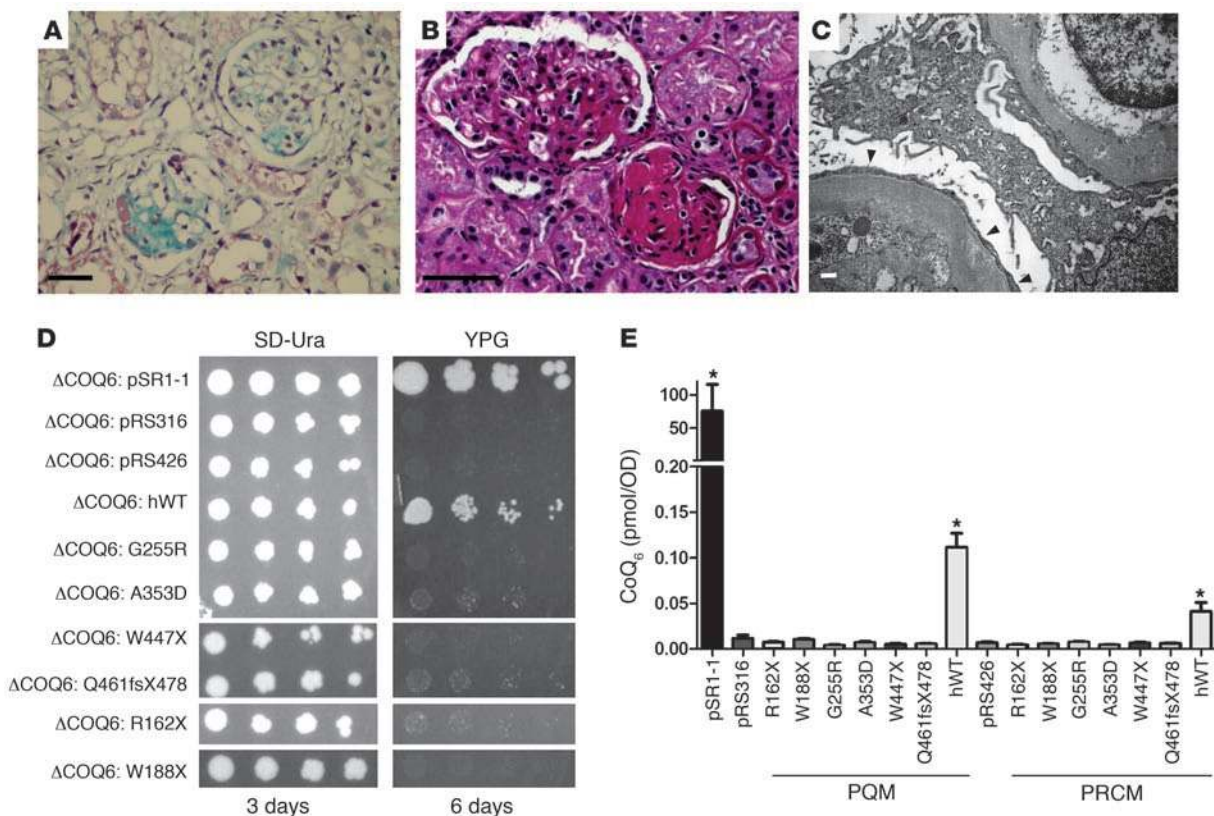 A
B
C
D
SD-Ura
YPG
ΔCOQ6: pSR1-1
ΔCOQ6: pRS316
ΔCOQ6: pRS426
ΔCOQ6: hWT
ΔCOQ6: G255R
ΔCOQ6: A353D
ΔCOQ6: W447X
ΔCOQ6: Q461fsX478
ΔCOQ6: R162X
ΔCOQ6: W188X
3 days
6 days
E
CoQ₆ (pmol/OD)
100
50
0.20
0.15
0.10
0.05
0.00
*
*
*
pSR1-1
pRS316
R162X
W188X
G255R
A353D
W447X
Q461fsX478
hWT
pRS426
R162X
W188X
G255R
A353D
W447X
Q461fsX478
hWT
PQM
PRCM